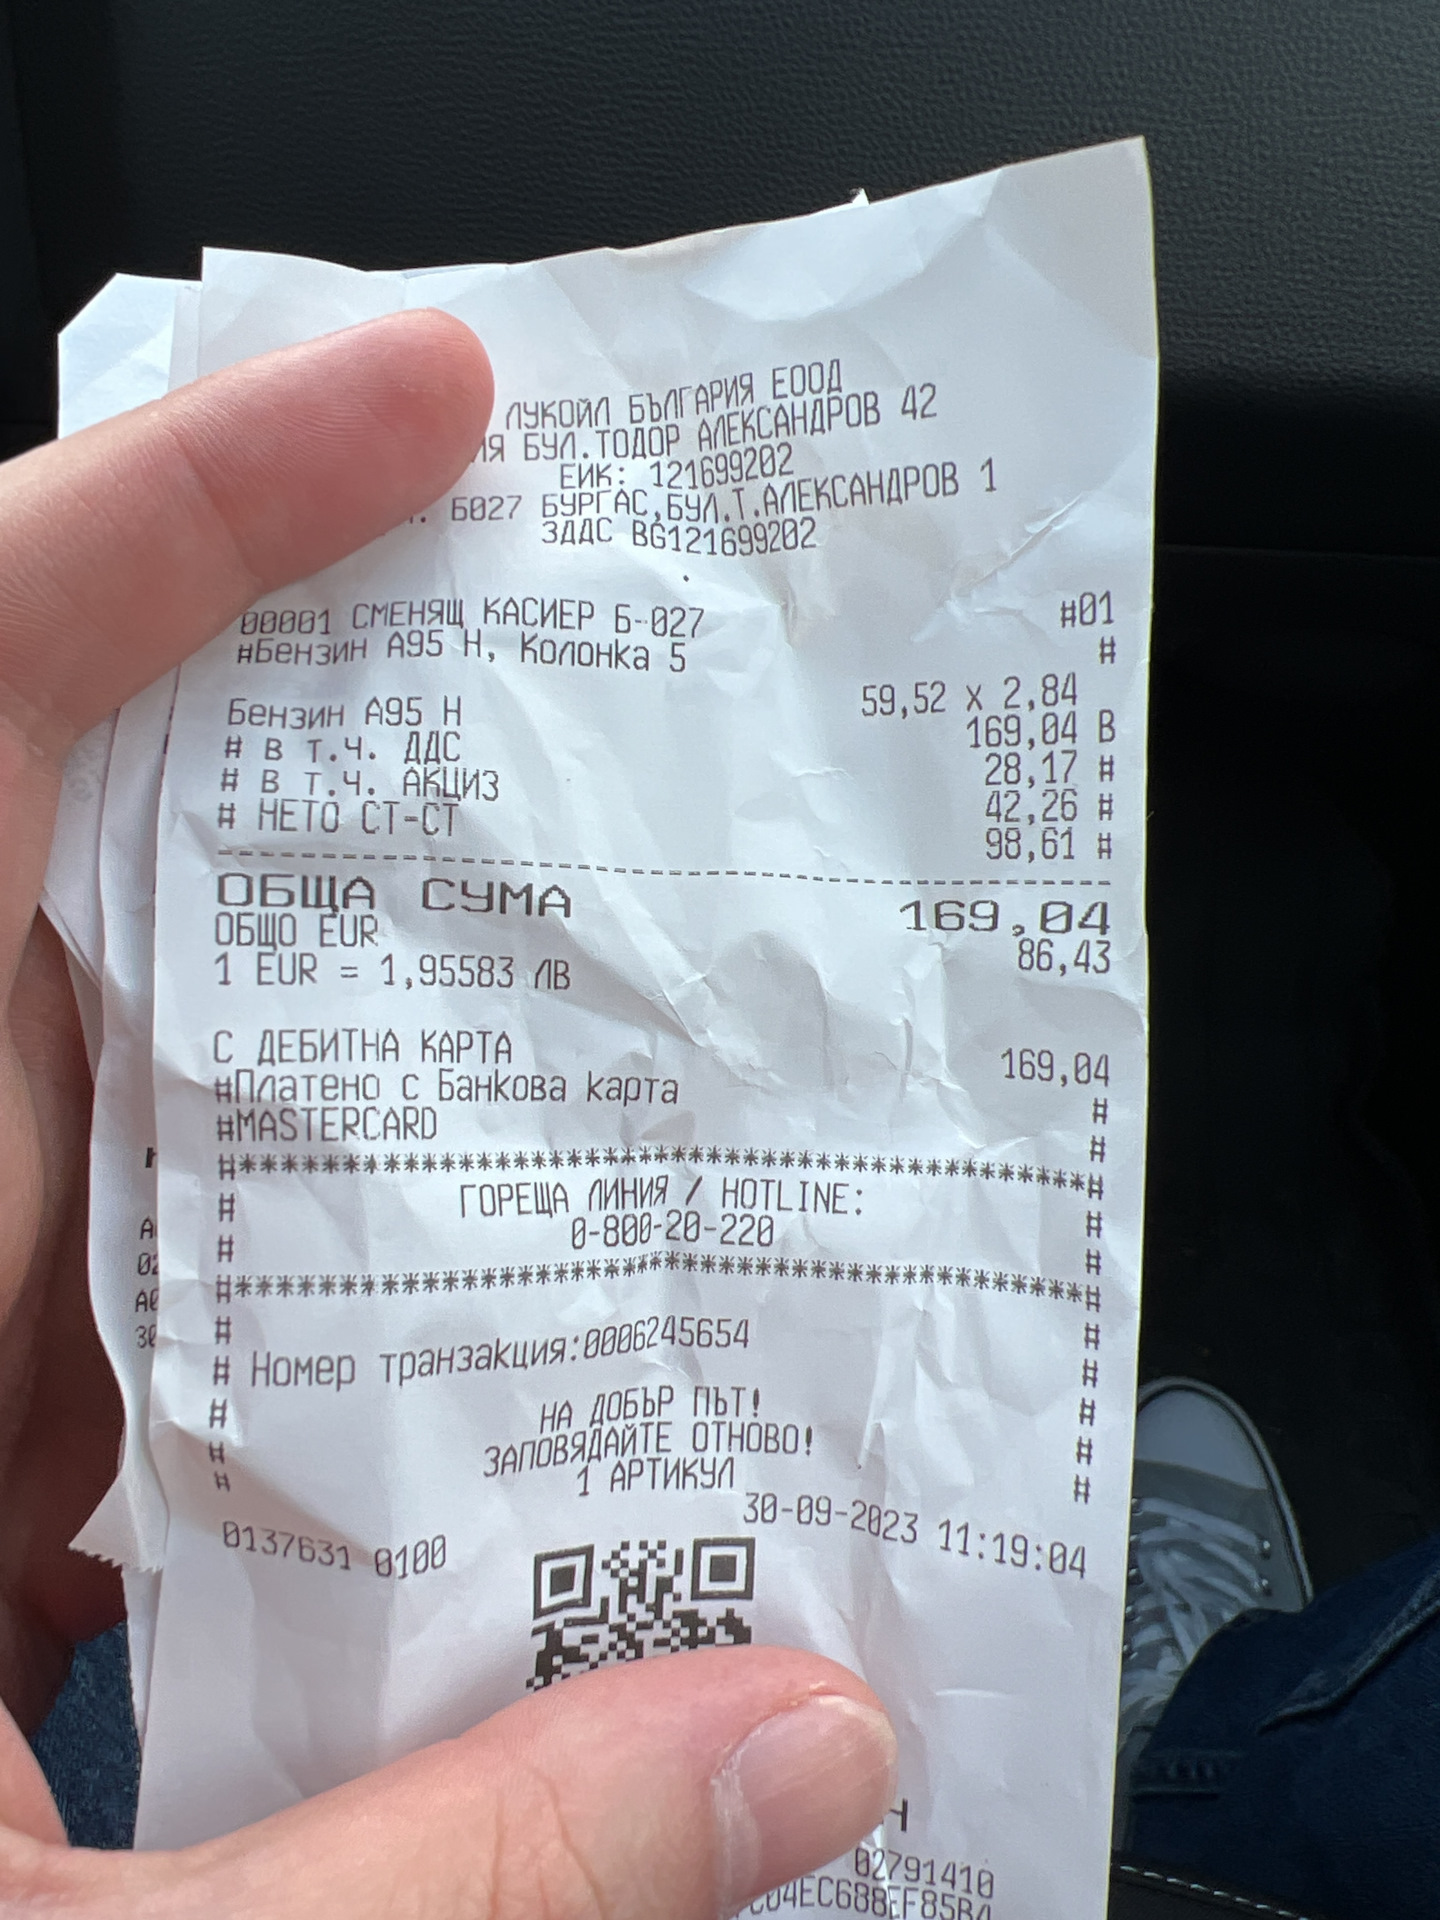 ЛУКОЙЛ БЪЛГАРИЯ ЕООД
БУЛ.ТОДОР АЛЕКСАНДРОВ 42
ЕИК: 121699202
Б027 БУРГАС,БУЛ.Т.АЛЕКСАНДРОВ 1
ЗДДС BG121699202
00001 СМЕНЯЩ КАСИЕР Б-027 #01
#Бензин А95 Н, Колонка 5 #
59,52 x 2,84
Бензин А95 Н 169,04 В
# В Т.Ч. ДДС 28,17 #
# В Т.Ч. АКЦИЗ 42,26 #
# НЕТО СТ-СТ 98,61 #
ОБЩА СУМА 169,04
ОБЩО EUR 86,43
1 EUR = 1,95583 ЛВ
С ДЕБИТНА КАРТА 169,04
#Платено с Банкова карта #
#MASTERCARD #
#*****************************************#
# ГОРЕЩА ЛИНИЯ / HOTLINE: #
# 0-800-20-220 #
#*****************************************#
# #
# Номер транзакция:0006245654 #
# НА ДОБЪР ПЪТ! #
# ЗАПОВЯДАЙТЕ ОТНОВО! #
# 1 АРТИКУЛ #
30-09-2023 11:19:04
0137631 0100
02791410
04EC688EF85B4